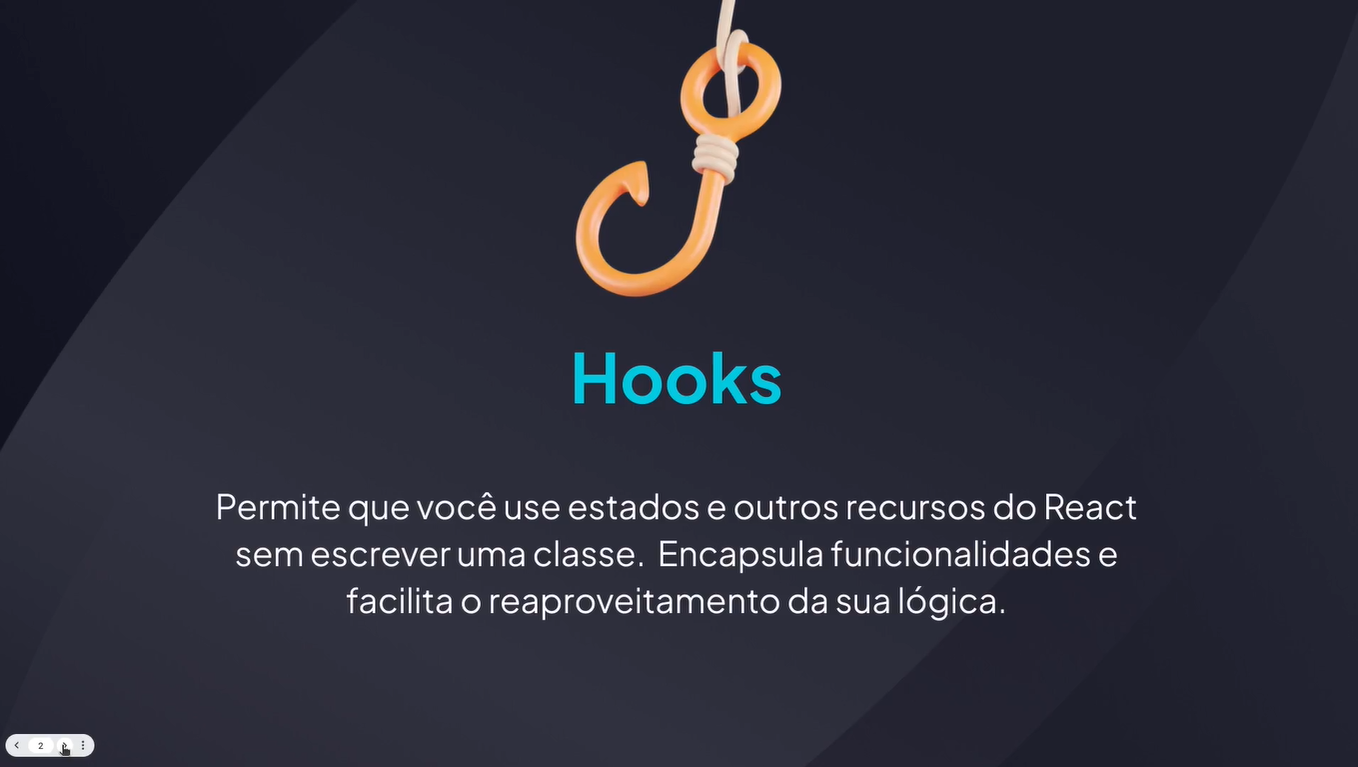 Hooks
Permite que você use estados e outros recursos do React
sem escrever uma classe.  Encapsula funcionalidades e
facilita o reaproveitamento da sua lógica.
2